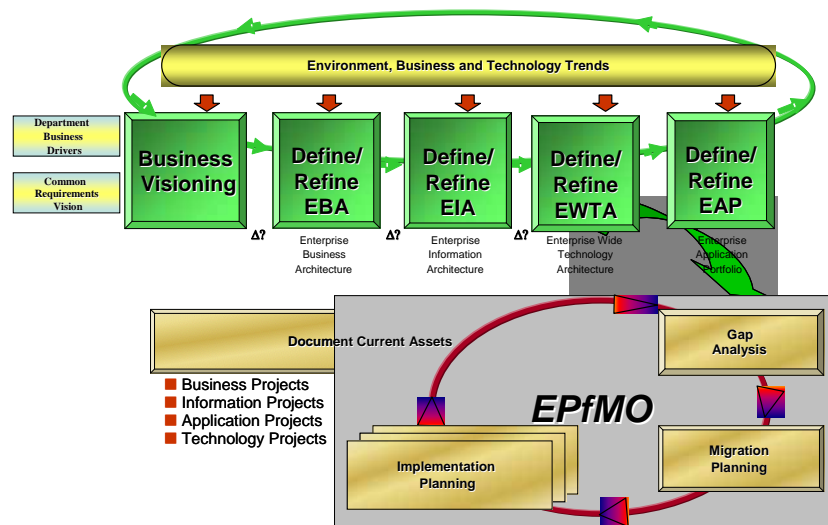 Environment, Business and Technology Trends
Department
Business
Drivers
Common
Requirements
Vision
Business
Visioning
Define/
Refine
EBA
Define/
Refine
EIA
Define/
Refine
EWTA
Define/
Refine
EAP
Δ?
Δ?
Δ?
Enterprise
Business
Architecture
Enterprise
Information
Architecture
Enterprise Wide
Technology
Architecture
Enterprise
Application
Portfolio
Document Current Assets
Business Projects
Information Projects
Application Projects
Technology Projects
Gap
Analysis
EPfMO
Implementation
Planning
Migration
Planning